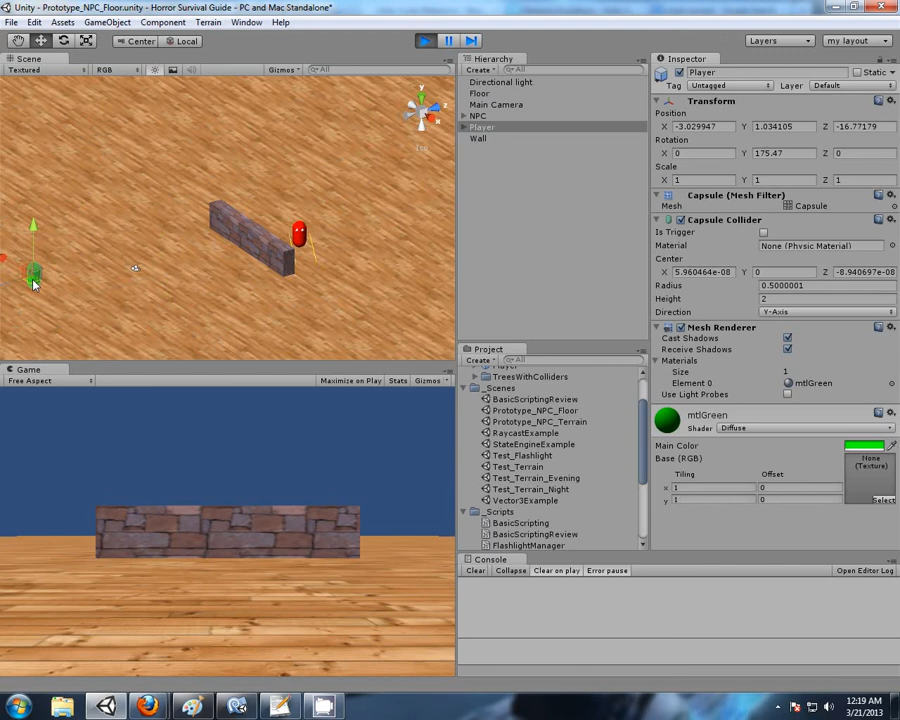 Unity - Prototype_NPC_Floor.unity - Horror Survival Guide - PC and Mac Standalone*
File Edit Assets GameObject Component Terrain Window Help
Center Local Layers my layout
Scene
Textured RGB Gizmos All
y
z
x
Iso
Game
Free Aspect Maximize on Play Stats Gizmos
Hierarchy
Create All
Directional light
Floor
Main Camera
NPC
Player
Wall
Project
Create All
TreesWithColliders
_Scenes
BasicScriptingReview
Prototype_NPC_Floor
Prototype_NPC_Terrain
RaycastExample
StateEngineExample
Test_Flashlight
Test_Terrain
Test_Terrain_Evening
Test_Terrain_Night
Vector3Example
_Scripts
BasicScripting
BasicScriptingReview
FlashlightManager
Console
Clear Collapse Clear on play Error pause Open Editor Log
Inspector
Player Static
Tag Untagged Layer Default
Transform
Position
X -3.029947 Y 1.034105 Z -16.77179
Rotation
X 0 Y 175.47 Z 0
Scale
X 1 Y 1 Z 1
Capsule (Mesh Filter)
Mesh Capsule
Capsule Collider
Is Trigger
Material None (Physic Material)
Center
X 5.960464e-08 Y 0 Z -8.940697e-08
Radius 0.5000001
Height 2
Direction Y-Axis
Mesh Renderer
Cast Shadows
Receive Shadows
Materials
Size 1
Element 0 mtlGreen
Use Light Probes
mtlGreen
Shader Diffuse
Main Color
Base (RGB) None (Texture)
Tiling Offset
x 1 0
y 1 0
Select
12:19 AM
3/21/2013